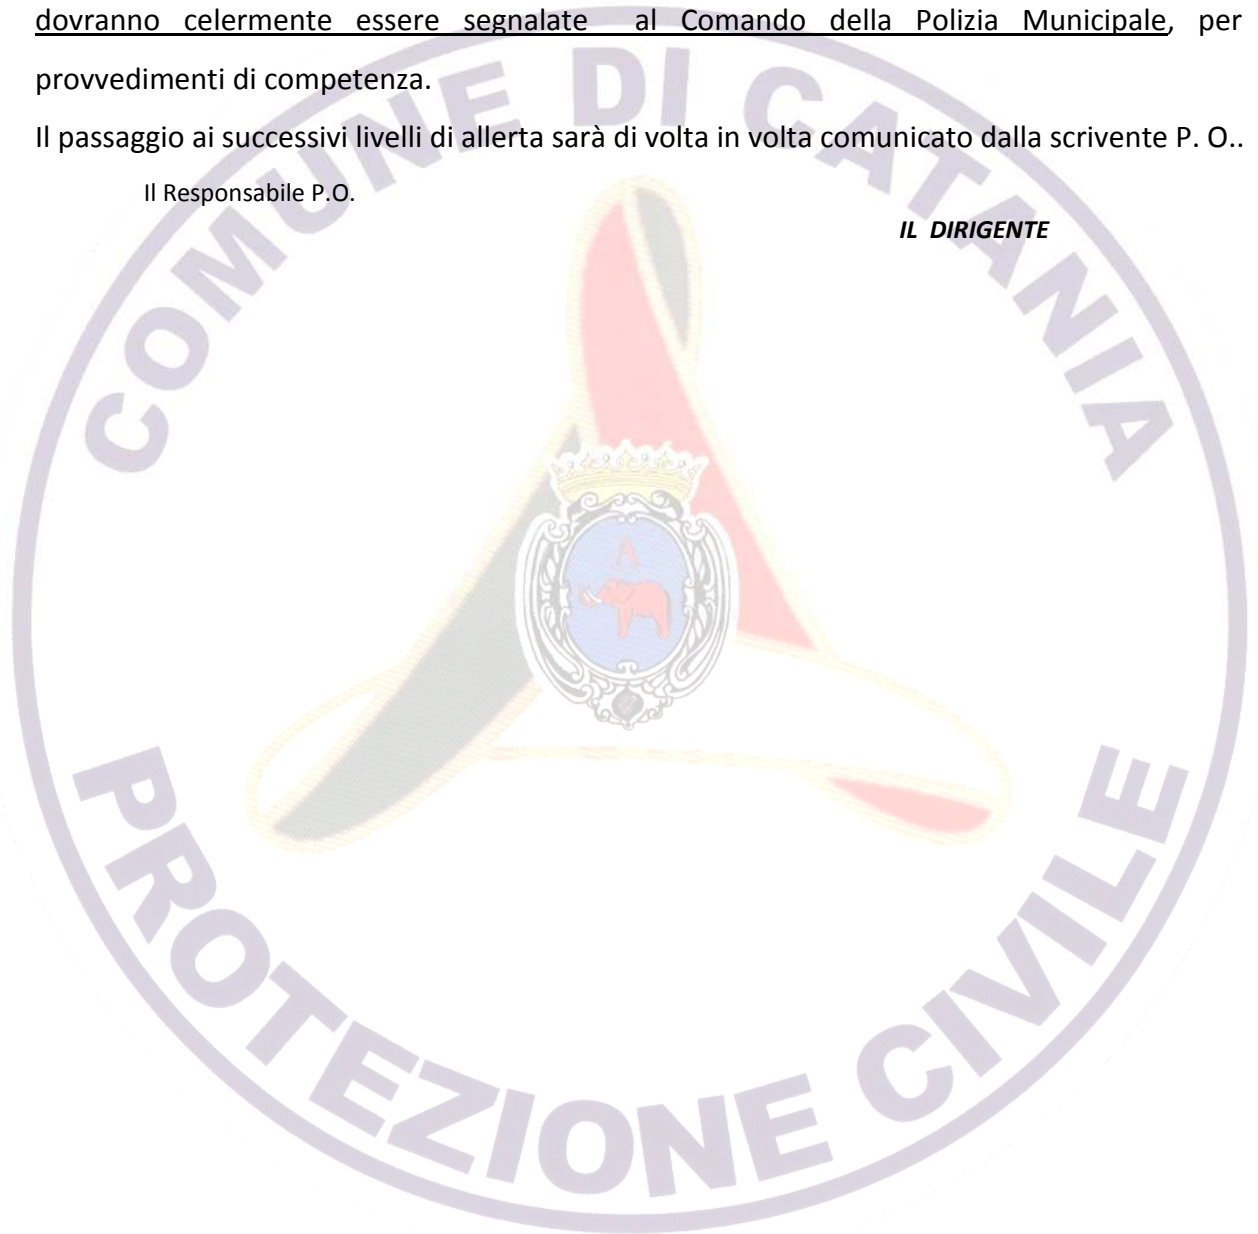 dovranno celermente essere segnalate al Comando della Polizia Municipale, per
provvedimenti di competenza.
Il passaggio ai successivi livelli di allerta sarà di volta in volta comunicato dalla scrivente P. O..
Il Responsabile P.O.
IL DIRIGENTE
COMUNE DI CATANIA
A
PROTEZIONE CIVILE